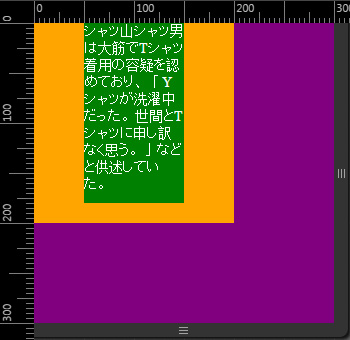 0
100
200
300
0
100
200
300
シャツ山シャツ男
は大筋でTシャツ
着用の容疑を認
めており、「Y
シャツが洗濯中
だった。世間とT
シャツに申し訳
なく思う。」など
と供述してい
た。